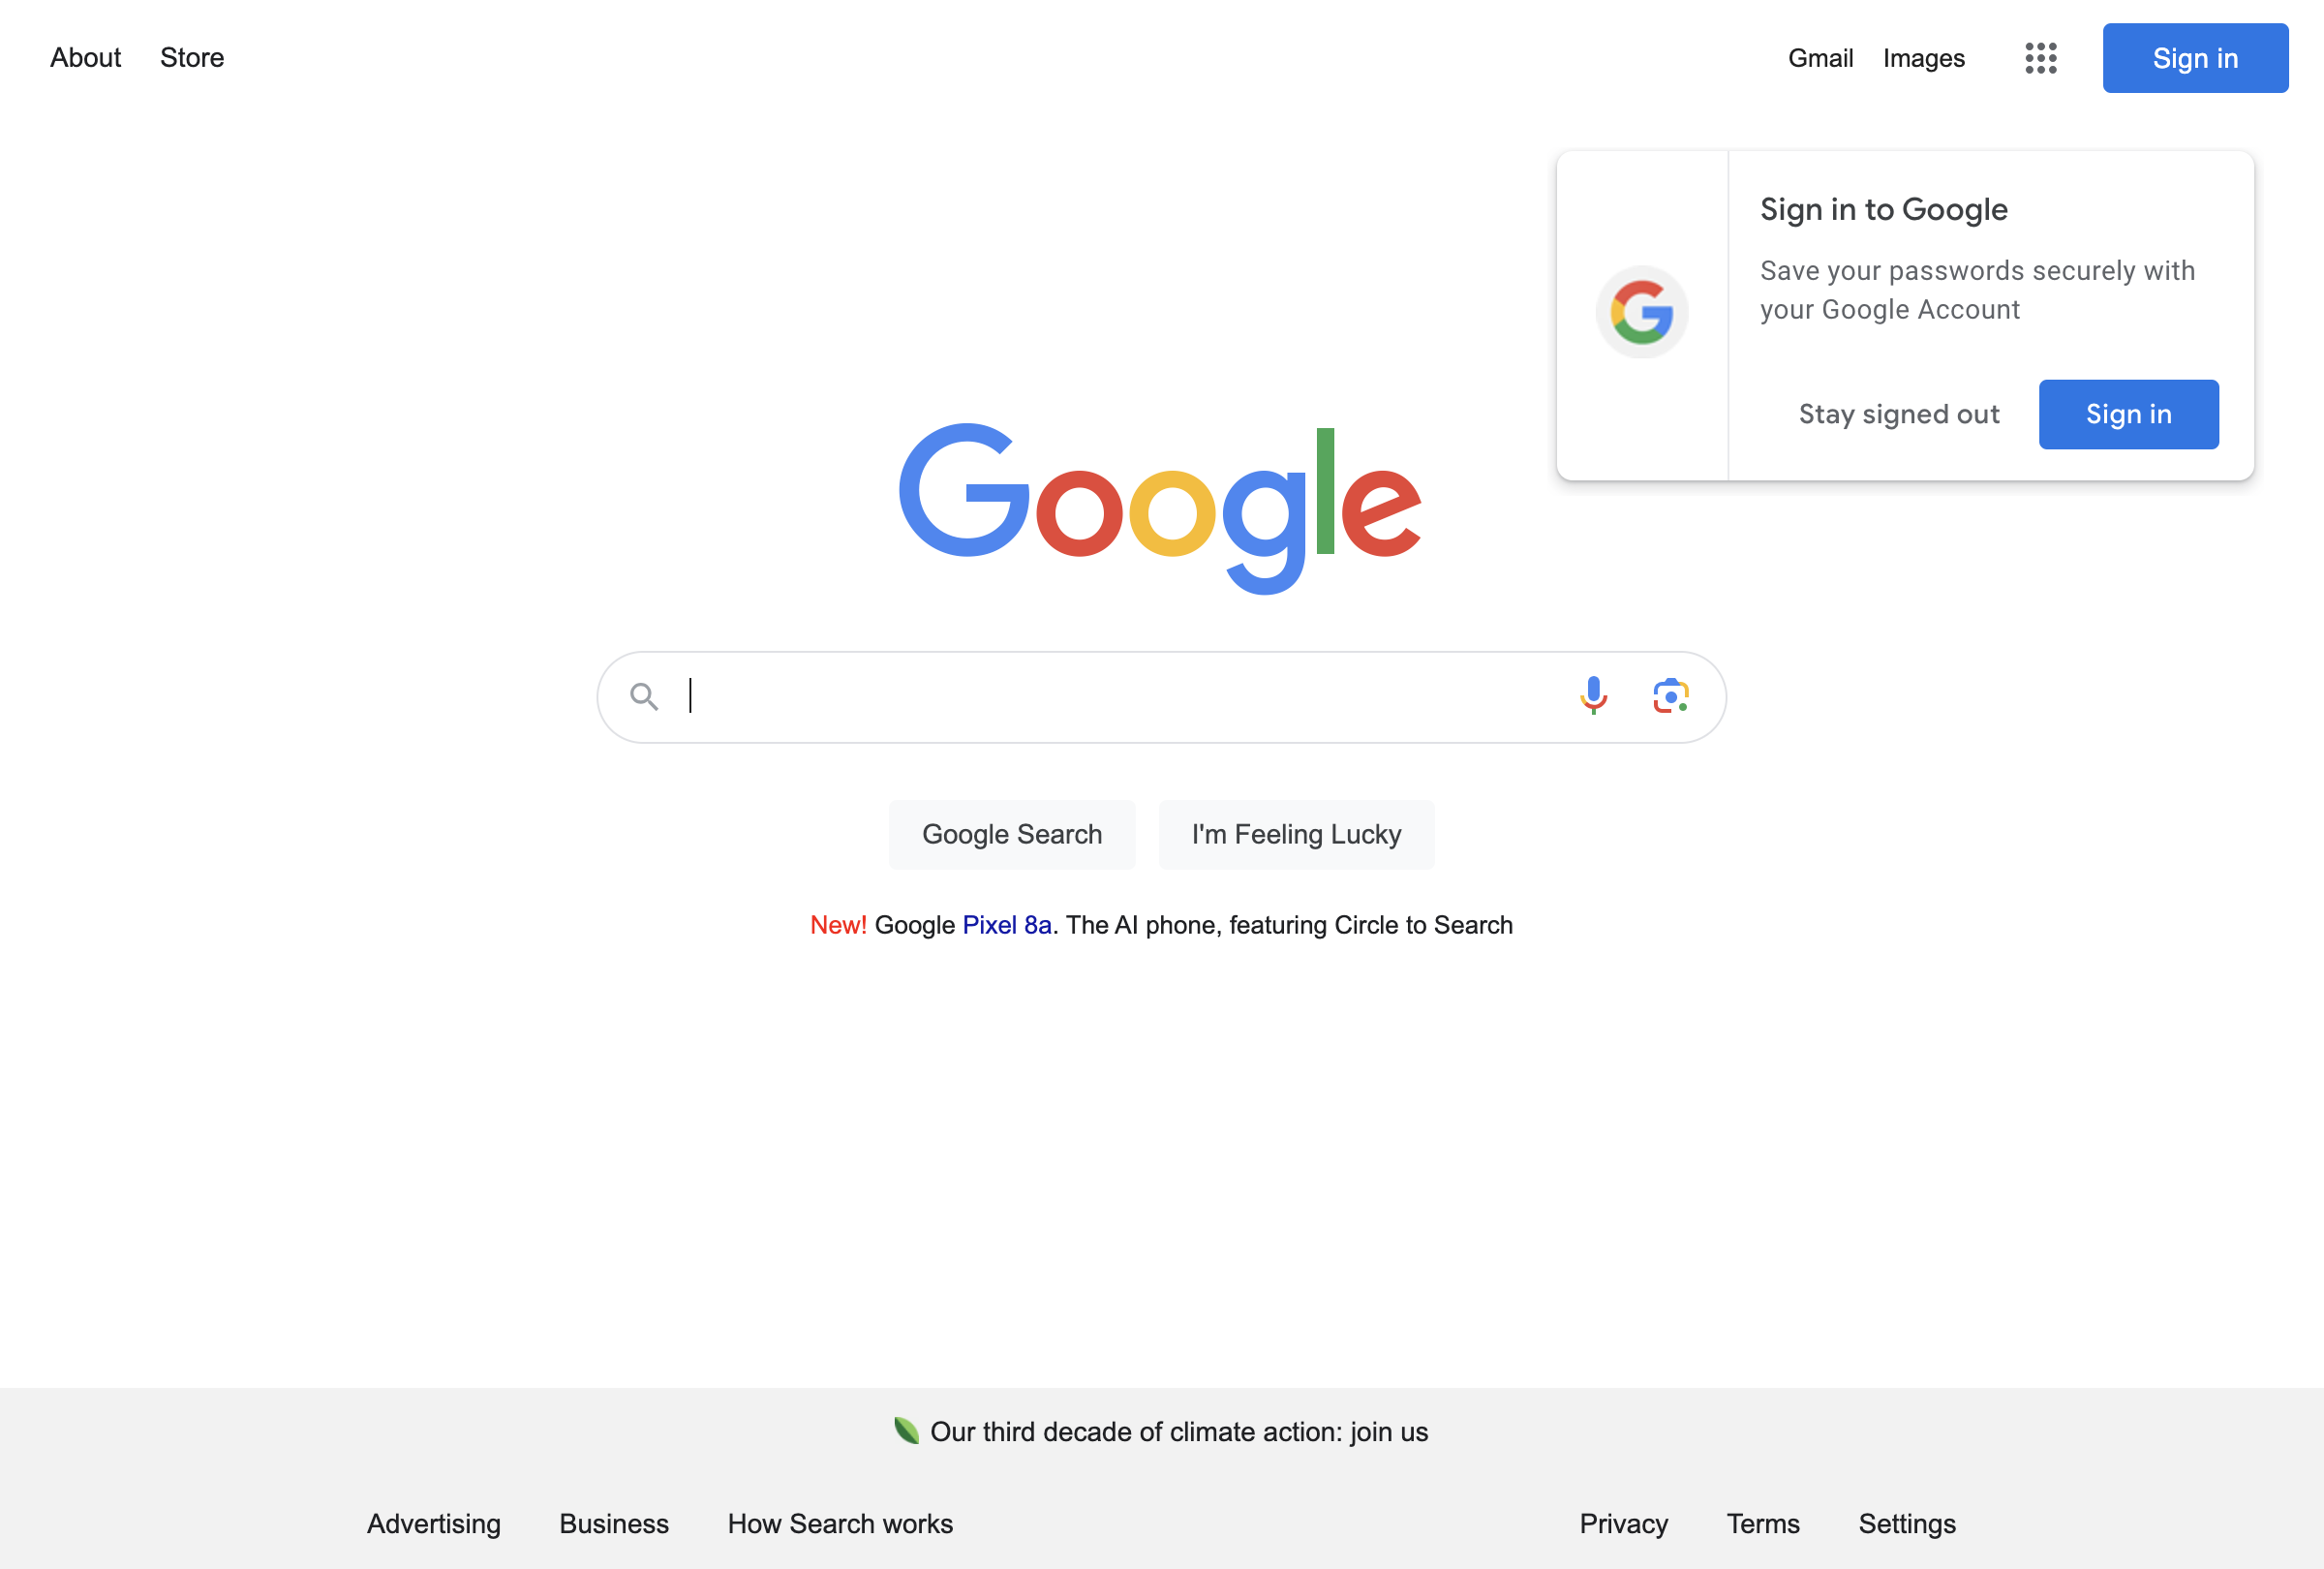 About
Store
Gmail
Images
Sign in
Sign in to Google
Save your passwords securely with
your Google Account
Stay signed out
Sign in
Google
Google Search
I'm Feeling Lucky
New! Google Pixel 8a. The AI phone, featuring Circle to Search
Our third decade of climate action: join us
Advertising
Business
How Search works
Privacy
Terms
Settings